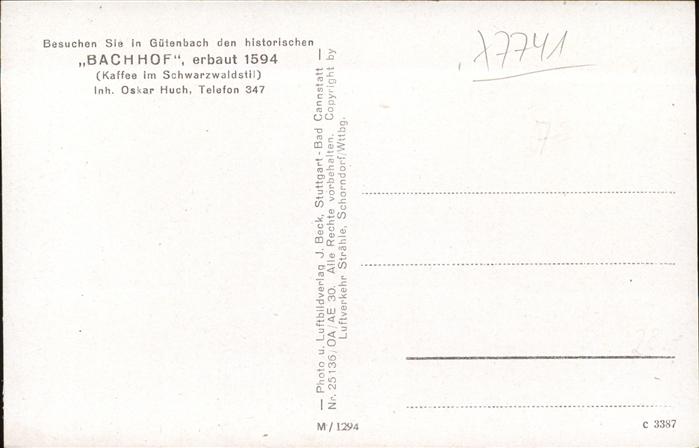 Besuchen Sie in Gütenbach den historischen
„BACHHOF“, erbaut 1594
(Kaffee im Schwarzwaldstil)
Inh. Oskar Huch, Telefon 347
— Photo u. Luftbildverlag J. Beck, Stuttgart-Bad Cannstatt —
Nr. 25136/OA/AE 30. Alle Rechte vorbehalten. Copyright by
Luftverkehr Strähle, Schorndorf/Wttbg.
X7741
M/1294
C 3387